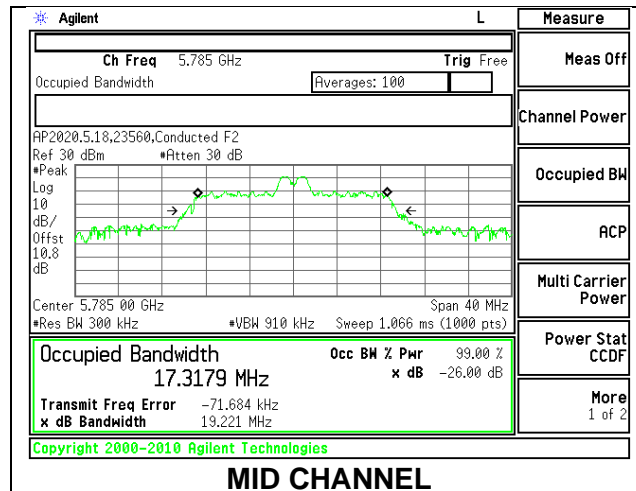 Agilent L Measure
Ch Freq 5.785 GHz Trig Free
Meas Off
Occupied Bandwidth Averages: 100
Channel Power
AP2020.5.18,23560,Conducted F2
Ref 30 dBm #Atten 30 dB
#Peak
Log
10
dB/
Offst
10.8
dB
Occupied BW
ACP
Center 5.785 00 GHz Span 40 MHz
#Res BW 300 kHz #VBW 910 kHz Sweep 1.066 ms (1000 pts)
Multi Carrier
Power
Occupied Bandwidth Occ BW % Pwr 99.00 %
17.3179 MHz x dB -26.00 dB
Power Stat
CCDF
Transmit Freq Error -71.684 kHz
x dB Bandwidth 19.221 MHz
More
1 of 2
Copyright 2000-2010 Agilent Technologies
MID CHANNEL